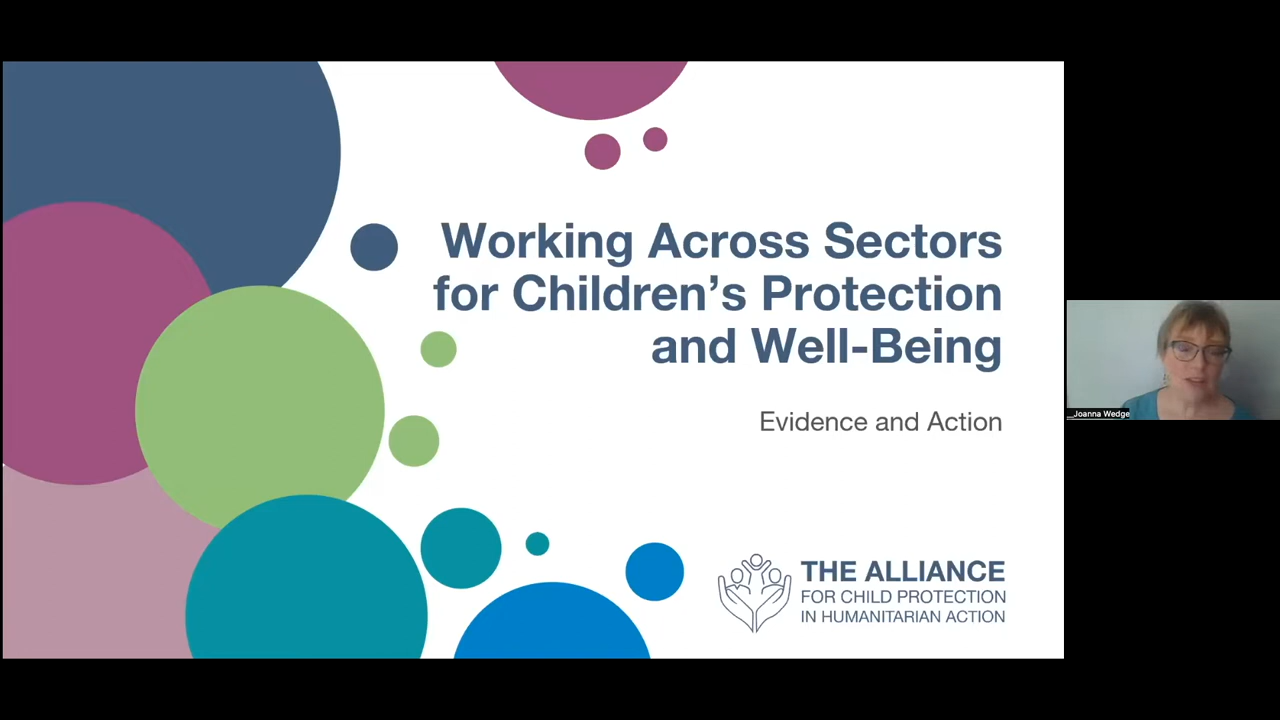 Working Across Sectors
for Children’s Protection
and Well-Being
Evidence and Action
THE ALLIANCE
FOR CHILD PROTECTION
IN HUMANITARIAN ACTION
Joanna Wedge